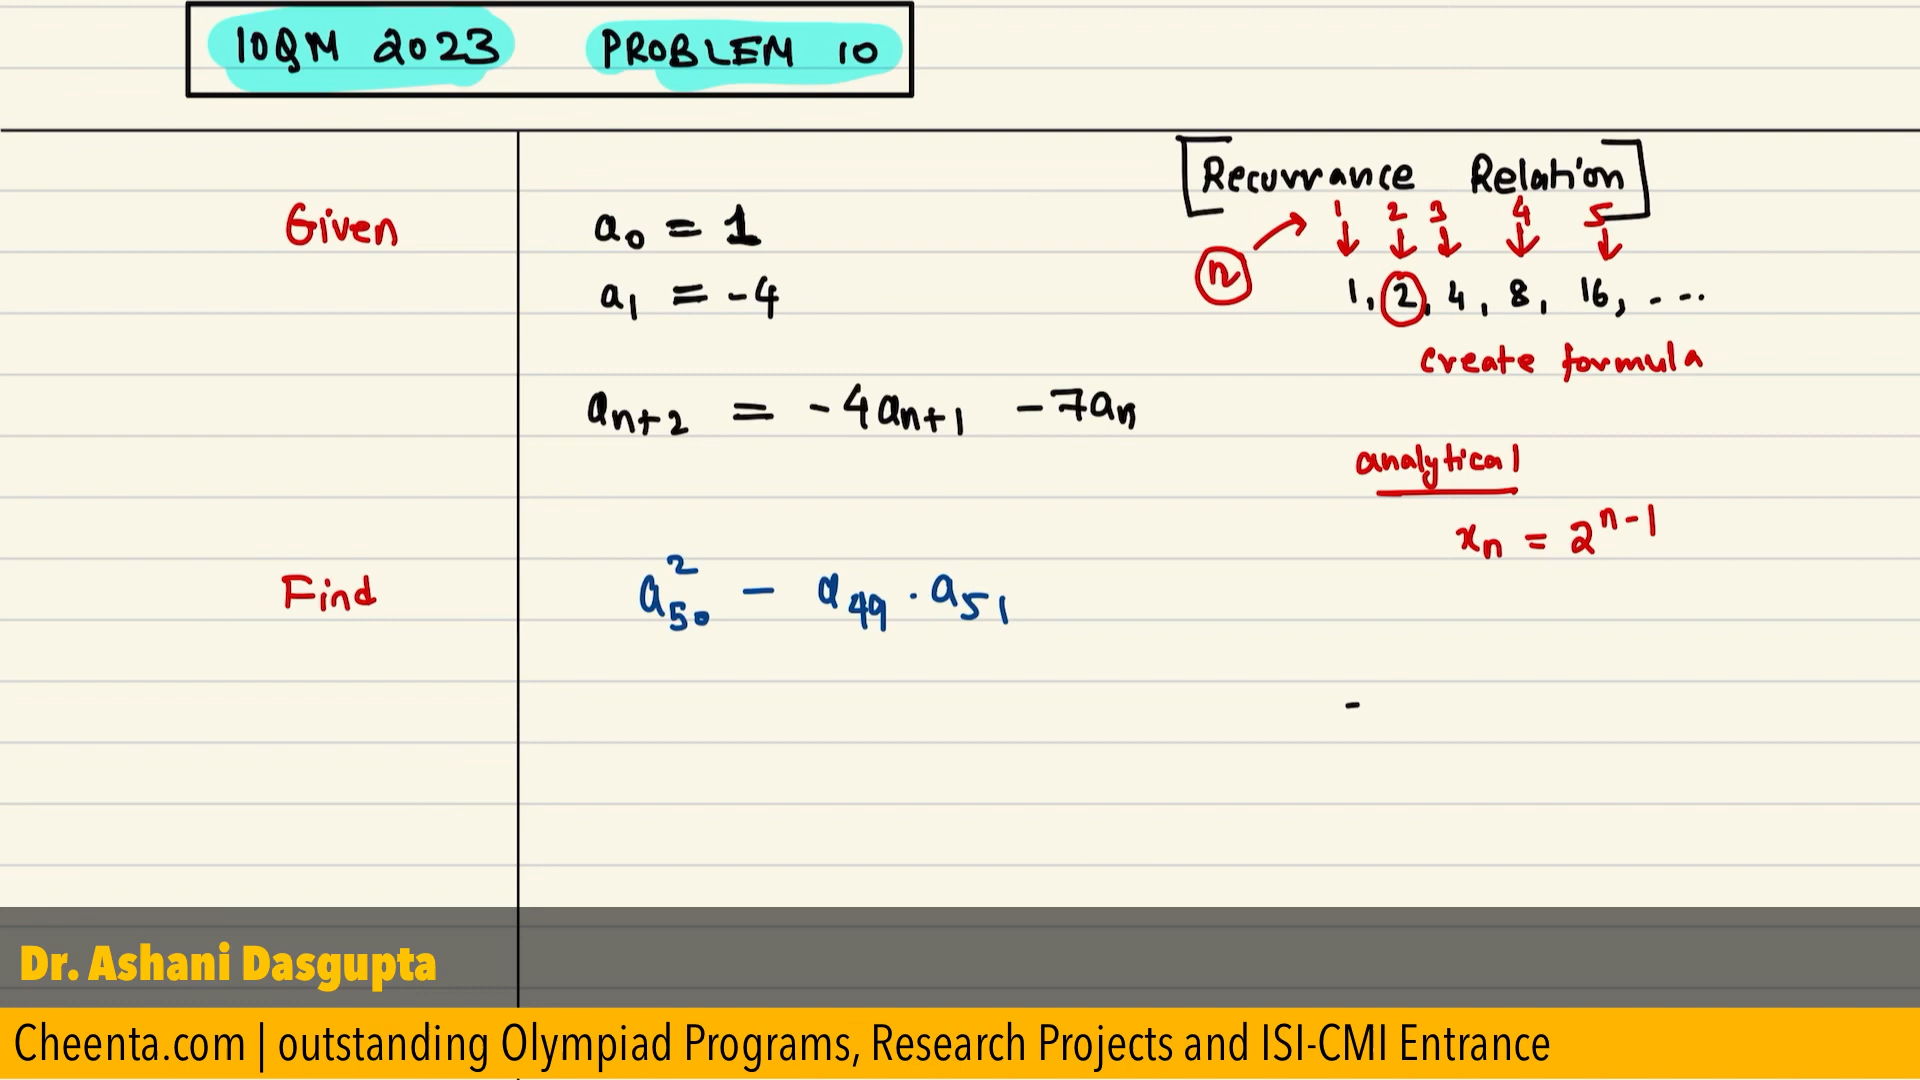 IOQM 2023 PROBLEM 10
[Recurrance Relation]
Given
a₀ = 1
1 2 3 4 5
n
a₁ = -4
1, 2, 4, 8, 16, ...
create formula
aₙ₊₂ = -4aₙ₊₁ -7aₙ
analytical
xₙ = 2ⁿ⁻¹
Find
a₅₀² - a₄₉ . a₅₁
-
Dr. Ashani Dasgupta
Cheenta.com | outstanding Olympiad Programs, Research Projects and ISI-CMI Entrance